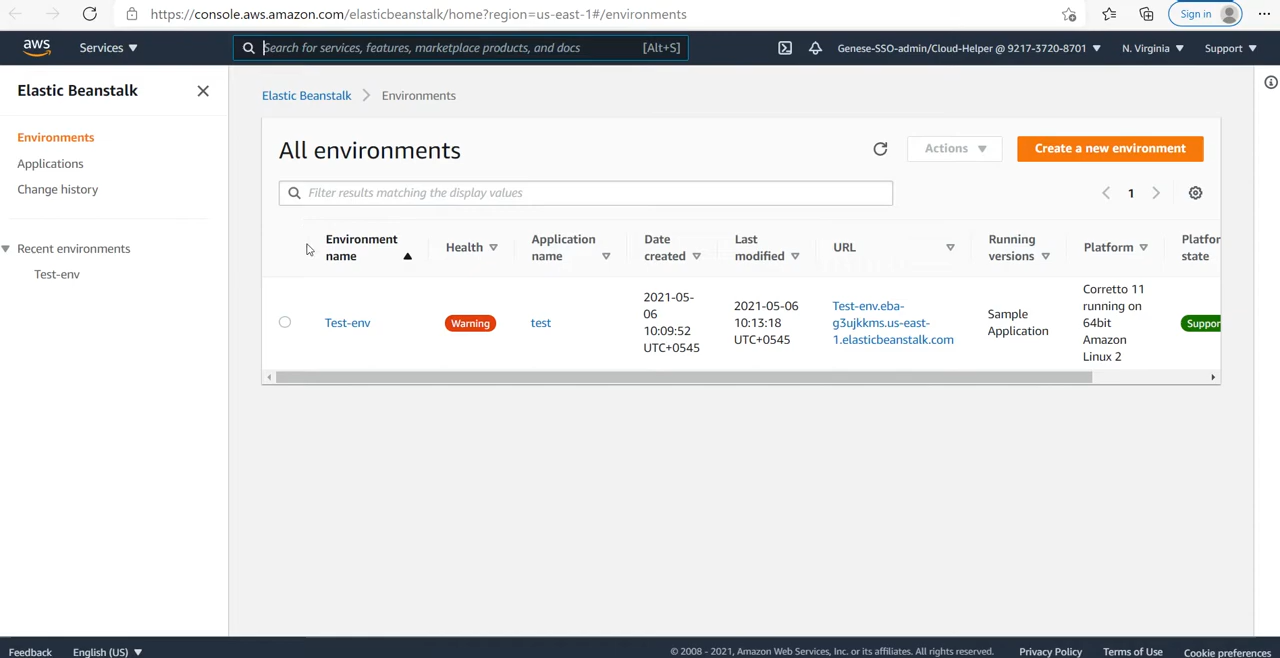 https://console.aws.amazon.com/elasticbeanstalk/home?region=us-east-1#/environments
Sign in
aws
Services
Search for services, features, marketplace products, and docs
[Alt+S]
Genese-SSO-admin/Cloud-Helper @ 9217-3720-8701
N. Virginia
Support
Elastic Beanstalk
Environments
Applications
Change history
Recent environments
Test-env
Elastic Beanstalk
Environments
All environments
Actions
Create a new environment
Filter results matching the display values
1
Environment
name
Health
Application
name
Date
created
Last
modified
URL
Running
versions
Platform
Platfor
state
Test-env
Warning
test
2021-05-
06
10:09:52
UTC+0545
2021-05-06
10:13:18
UTC+0545
Test-env.eba-
g3ujkkms.us-east-
1.elasticbeanstalk.com
Sample
Application
Corretto 11
running on
64bit
Amazon
Linux 2
Suppor
Feedback
English (US)
© 2008 - 2021, Amazon Web Services, Inc. or its affiliates. All rights reserved.
Privacy Policy
Terms of Use
Cookie preferences